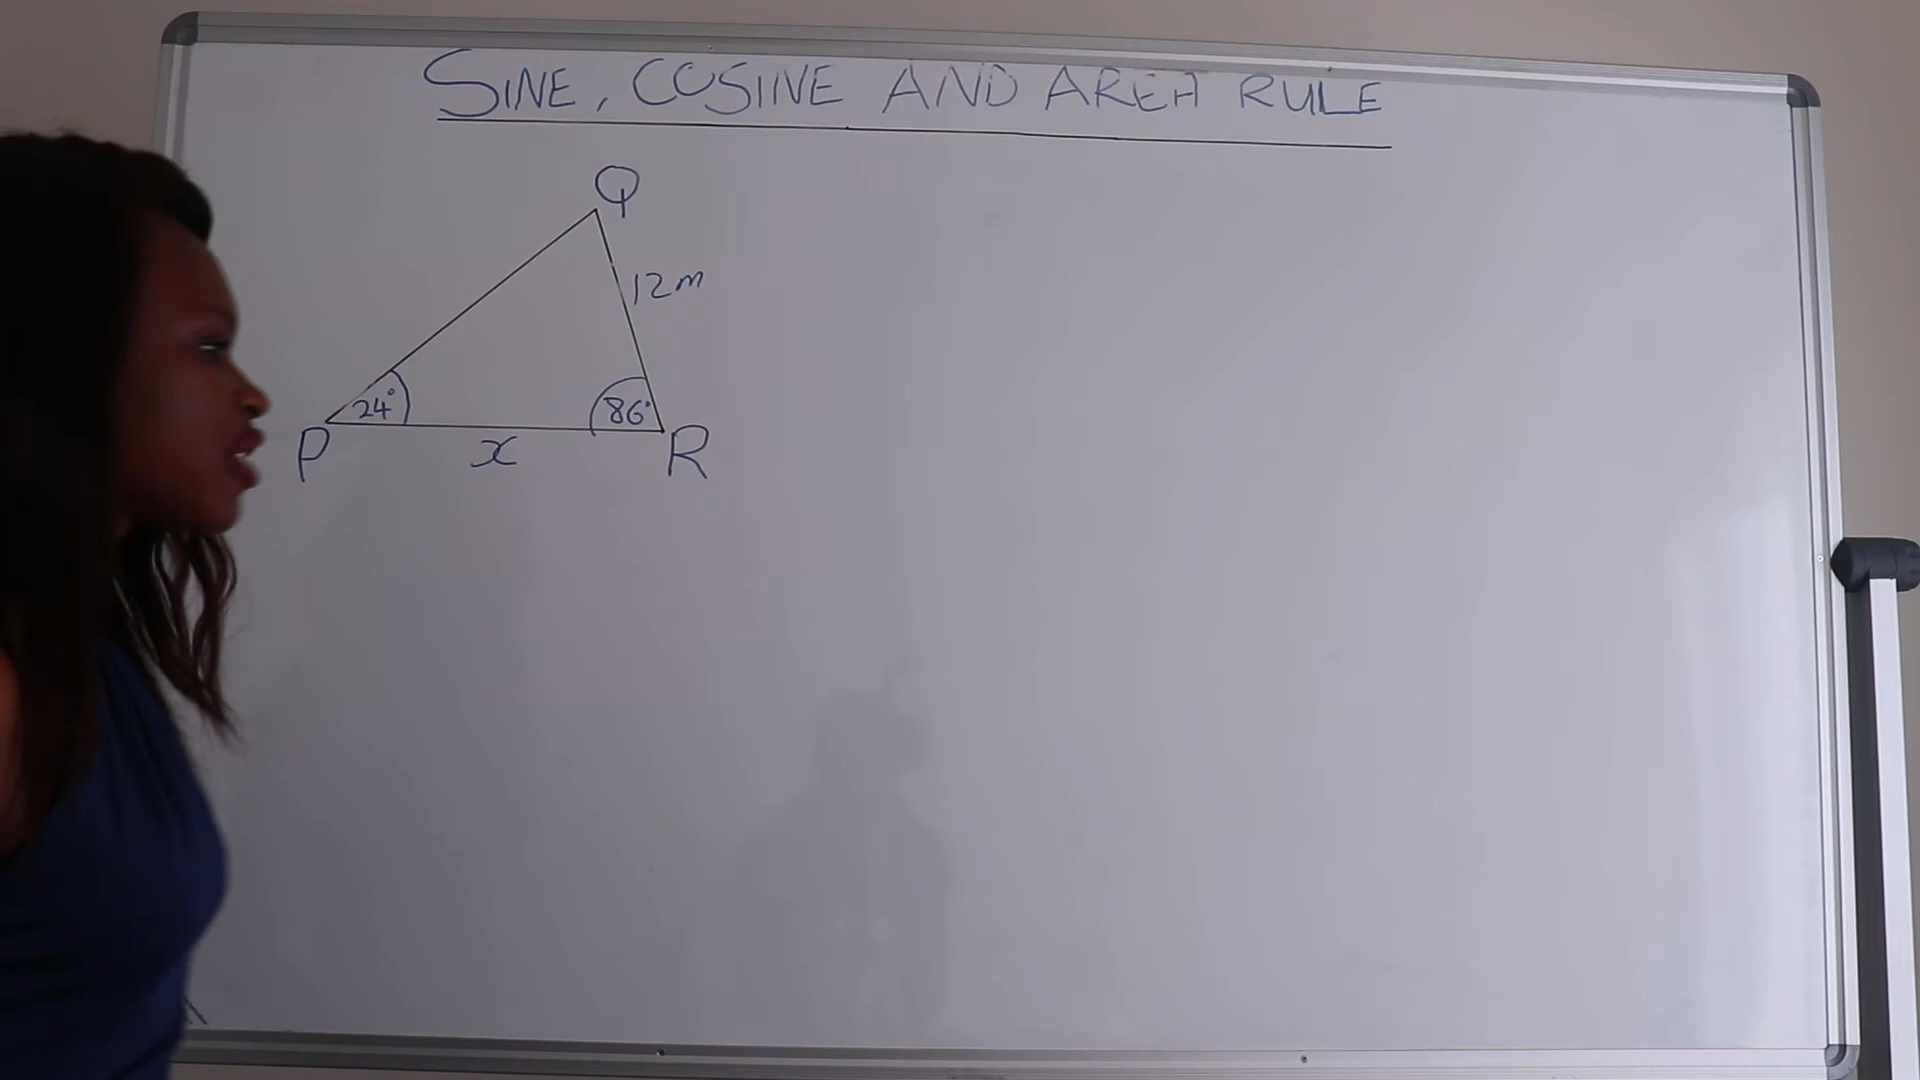 SINE, COSINE AND AREA RULE
Q
12m
24°
86°
P
x
R